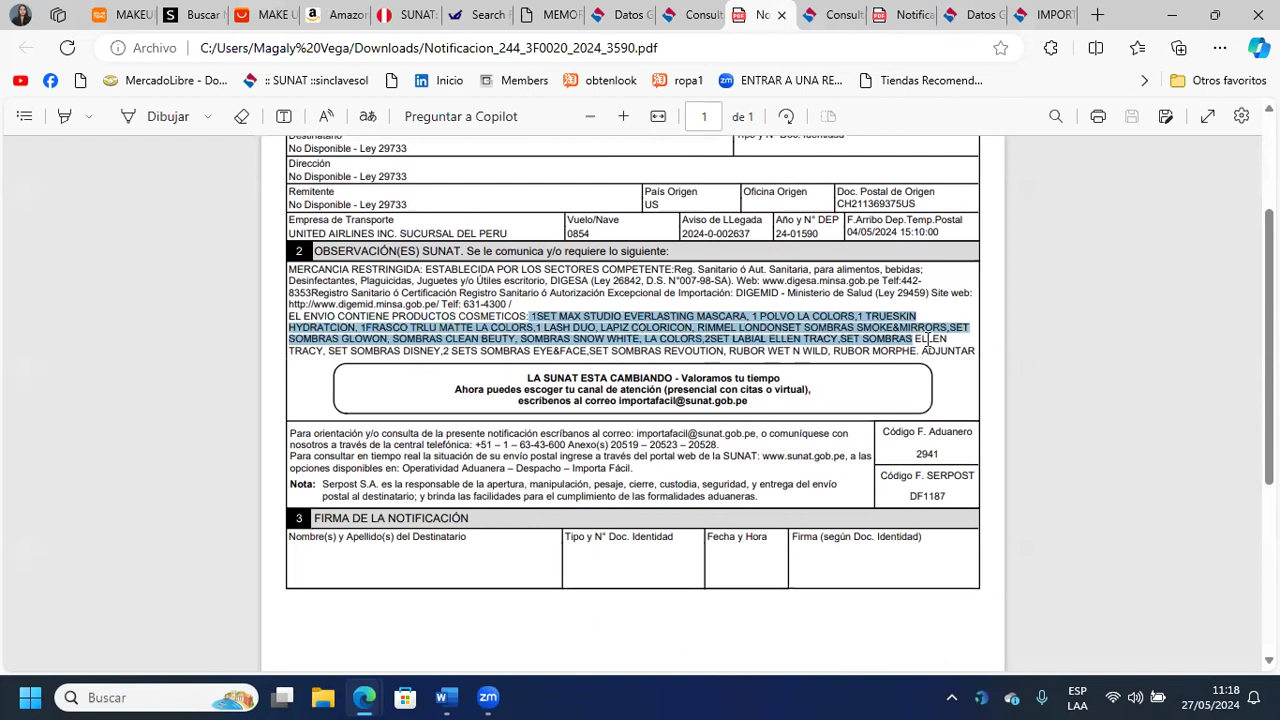 MAKEU
Buscar I
MAKE U
Amazor
SUNAT:
Search F
MEMOR
Datos G
Consult
No
Consult
Notifica
Datos G
IMPORT
Archivo
C:/Users/Magaly%20Vega/Downloads/Notificacion_244_3F0020_2024_3590.pdf
MercadoLibre - Do...
:: SUNAT ::sinclavesol
Inicio
Members
obtenlook
ropa1
ENTRAR A UNA RE...
Tiendas Recomend...
Otros favoritos
Dibujar
Preguntar a Copilot
1 de 1
Destinatario
Tipo y N° Doc. Identidad
No Disponible - Ley 29733
Dirección
No Disponible - Ley 29733
Remitente País Origen Oficina Origen Doc. Postal de Origen
No Disponible - Ley 29733 US CH211369375US
Empresa de Transporte Vuelo/Nave Aviso de LLegada Año y N° DEP F.Arribo Dep.Temp.Postal
UNITED AIRLINES INC. SUCURSAL DEL PERU 0854 2024-0-002637 24-01590 04/05/2024 15:10:00
2 OBSERVACIÓN(ES) SUNAT. Se le comunica y/o requiere lo siguiente:
MERCANCIA RESTRINGIDA: ESTABLECIDA POR LOS SECTORES COMPETENTE:Reg. Sanitario ó Aut. Sanitaria, para alimentos, bebidas;
Desinfectantes, Plaguicidas, Juguetes y/o Útiles escritorio, DIGESA (Ley 26842, D.S. N°007-98-SA). Web: www.digesa.minsa.gob.pe Telf:442-
8353Registro Sanitario ó Certificación Registro Sanitario ó Autorización Excepcional de Importación: DIGEMID - Ministerio de Salud (Ley 29459) Site web:
http://www.digemid.minsa.gob.pe/ Telf: 631-4300 /
EL ENVIO CONTIENE PRODUCTOS COSMETICOS: 1SET MAX STUDIO EVERLASTING MASCARA, 1 POLVO LA COLORS,1 TRUESKIN
HYDRATCION, 1FRASCO TRLU MATTE LA COLORS,1 LASH DUO, LAPIZ COLORICON, RIMMEL LONDONSET SOMBRAS SMOKE&MIRRORS,SET
SOMBRAS GLOWON, SOMBRAS CLEAN BEUTY, SOMBRAS SNOW WHITE, LA COLORS,2SET LABIAL ELLEN TRACY,SET SOMBRAS ELLEN
TRACY, SET SOMBRAS DISNEY,2 SETS SOMBRAS EYE&FACE,SET SOMBRAS REVOUTION, RUBOR WET N WILD, RUBOR MORPHE. ADJUNTAR
LA SUNAT ESTA CAMBIANDO - Valoramos tu tiempo
Ahora puedes escoger tu canal de atención (presencial con citas o virtual),
escríbenos al correo importafacil@sunat.gob.pe
Para orientación y/o consulta de la presente notificación escríbanos al correo: importafacil@sunat.gob.pe, o comuníquese con
nosotros a través de la central telefónica: +51 – 1 – 63-43-600 Anexo(s) 20519 – 20523 – 20528.
Para consultar en tiempo real la situación de su envío postal ingrese a través del portal web de la SUNAT: www.sunat.gob.pe, a las
opciones disponibles en: Operatividad Aduanera – Despacho – Importa Fácil.
Nota: Serpost S.A. es la responsable de la apertura, manipulación, pesaje, cierre, custodia, seguridad, y entrega del envío
postal al destinatario; y brinda las facilidades para el cumplimiento de las formalidades aduaneras.
Código F. Aduanero
2941
Código F. SERPOST
DF1187
3 FIRMA DE LA NOTIFICACIÓN
Nombre(s) y Apellido(s) del Destinatario Tipo y N° Doc. Identidad Fecha y Hora Firma (según Doc. Identidad)
Buscar
ESP
LAA
11:18
27/05/2024